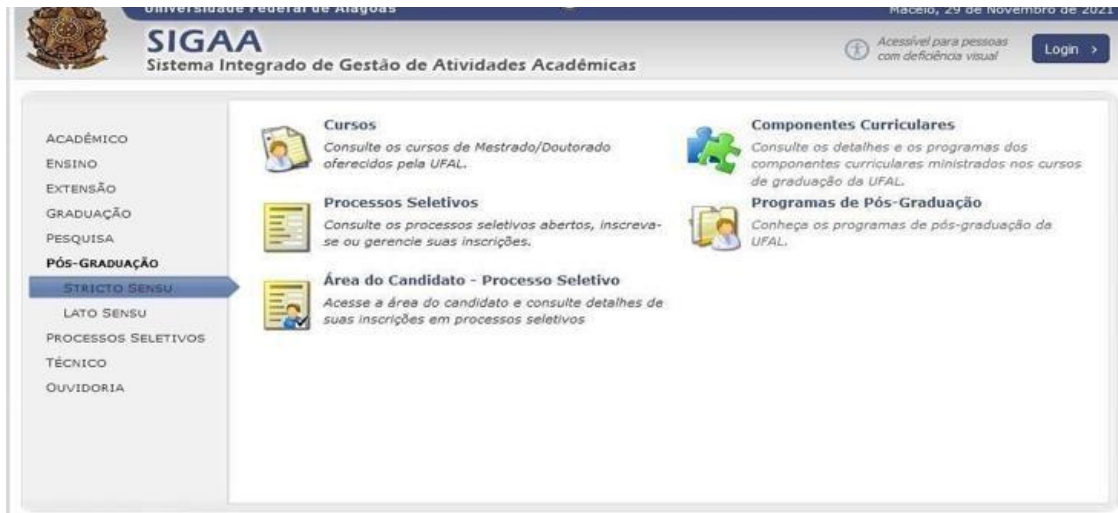 Universidade Federal de Alagoas
Maceió, 29 de Novembro de 2021
SIGAA
Sistema Integrado de Gestão de Atividades Acadêmicas
Acessível para pessoas
com deficiência visual
Login >
ACADÊMICO
ENSINO
EXTENSÃO
GRADUAÇÃO
PESQUISA
PÓS-GRADUAÇÃO
STRICTO SENSU
LATO SENSU
PROCESSOS SELETIVOS
TÉCNICO
OUVIDORIA
Cursos
Consulte os cursos de Mestrado/Doutorado
oferecidos pela UFAL.
Processos Seletivos
Consulte os processos seletivos abertos, inscreva-
se ou gerencie suas inscrições.
Área do Candidato - Processo Seletivo
Acesse a área do candidato e consulte detalhes de
suas inscrições em processos seletivos
Componentes Curriculares
Consulte os detalhes e os programas dos
componentes curriculares ministrados nos cursos
de graduação da UFAL.
Programas de Pós-Graduação
Conheça os programas de pós-graduação da
UFAL.